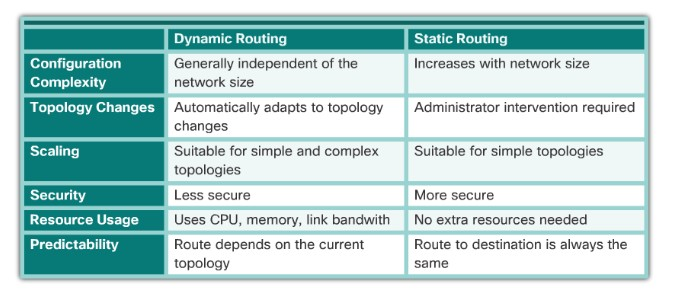 Dynamic Routing
Static Routing
Configuration
Complexity
Generally independent of the
network size
Increases with network size
Topology Changes
Automatically adapts to topology
changes
Administrator intervention required
Scaling
Suitable for simple and complex
topologies
Suitable for simple topologies
Security
Less secure
More secure
Resource Usage
Uses CPU, memory, link bandwith
No extra resources needed
Predictability
Route depends on the current
topology
Route to destination is always the
same